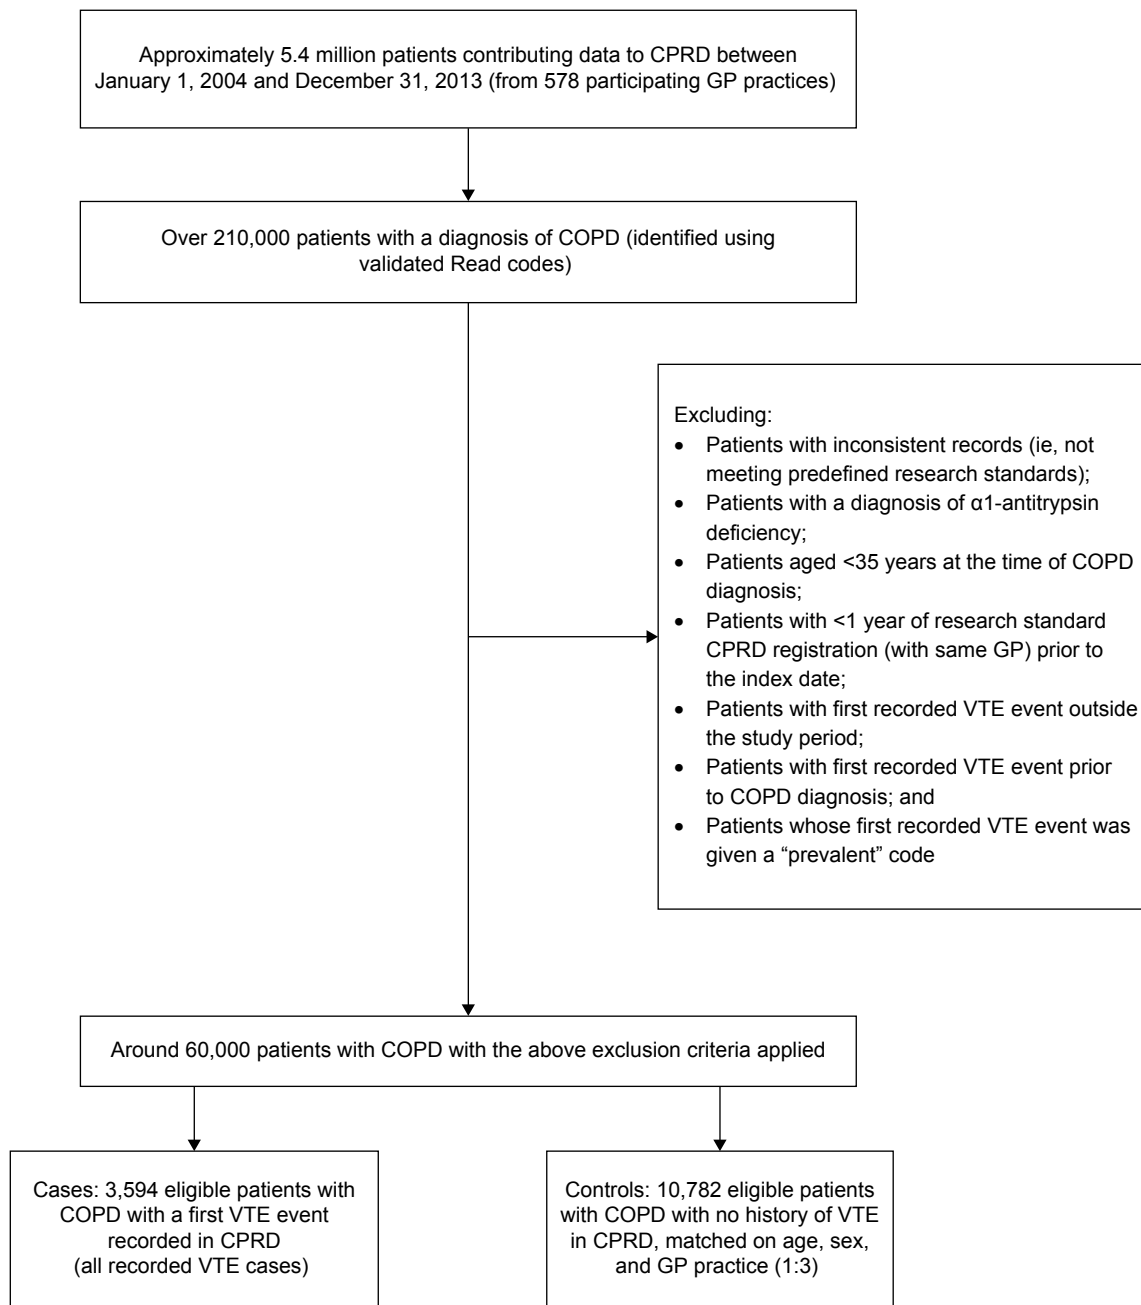 Approximately 5.4 million patients contributing data to CPRD between
January 1, 2004 and December 31, 2013 (from 578 participating GP practices)
Over 210,000 patients with a diagnosis of COPD (identified using
validated Read codes)
Excluding:
• Patients with inconsistent records (ie, not
meeting predefined research standards);
• Patients with a diagnosis of α1-antitrypsin
deficiency;
• Patients aged <35 years at the time of COPD
diagnosis;
• Patients with <1 year of research standard
CPRD registration (with same GP) prior to
the index date;
• Patients with first recorded VTE event outside
the study period;
• Patients with first recorded VTE event prior
to COPD diagnosis; and
• Patients whose first recorded VTE event was
given a “prevalent” code
Around 60,000 patients with COPD with the above exclusion criteria applied
Cases: 3,594 eligible patients with
COPD with a first VTE event
recorded in CPRD
(all recorded VTE cases)
Controls: 10,782 eligible patients
with COPD with no history of VTE
in CPRD, matched on age, sex,
and GP practice (1:3)